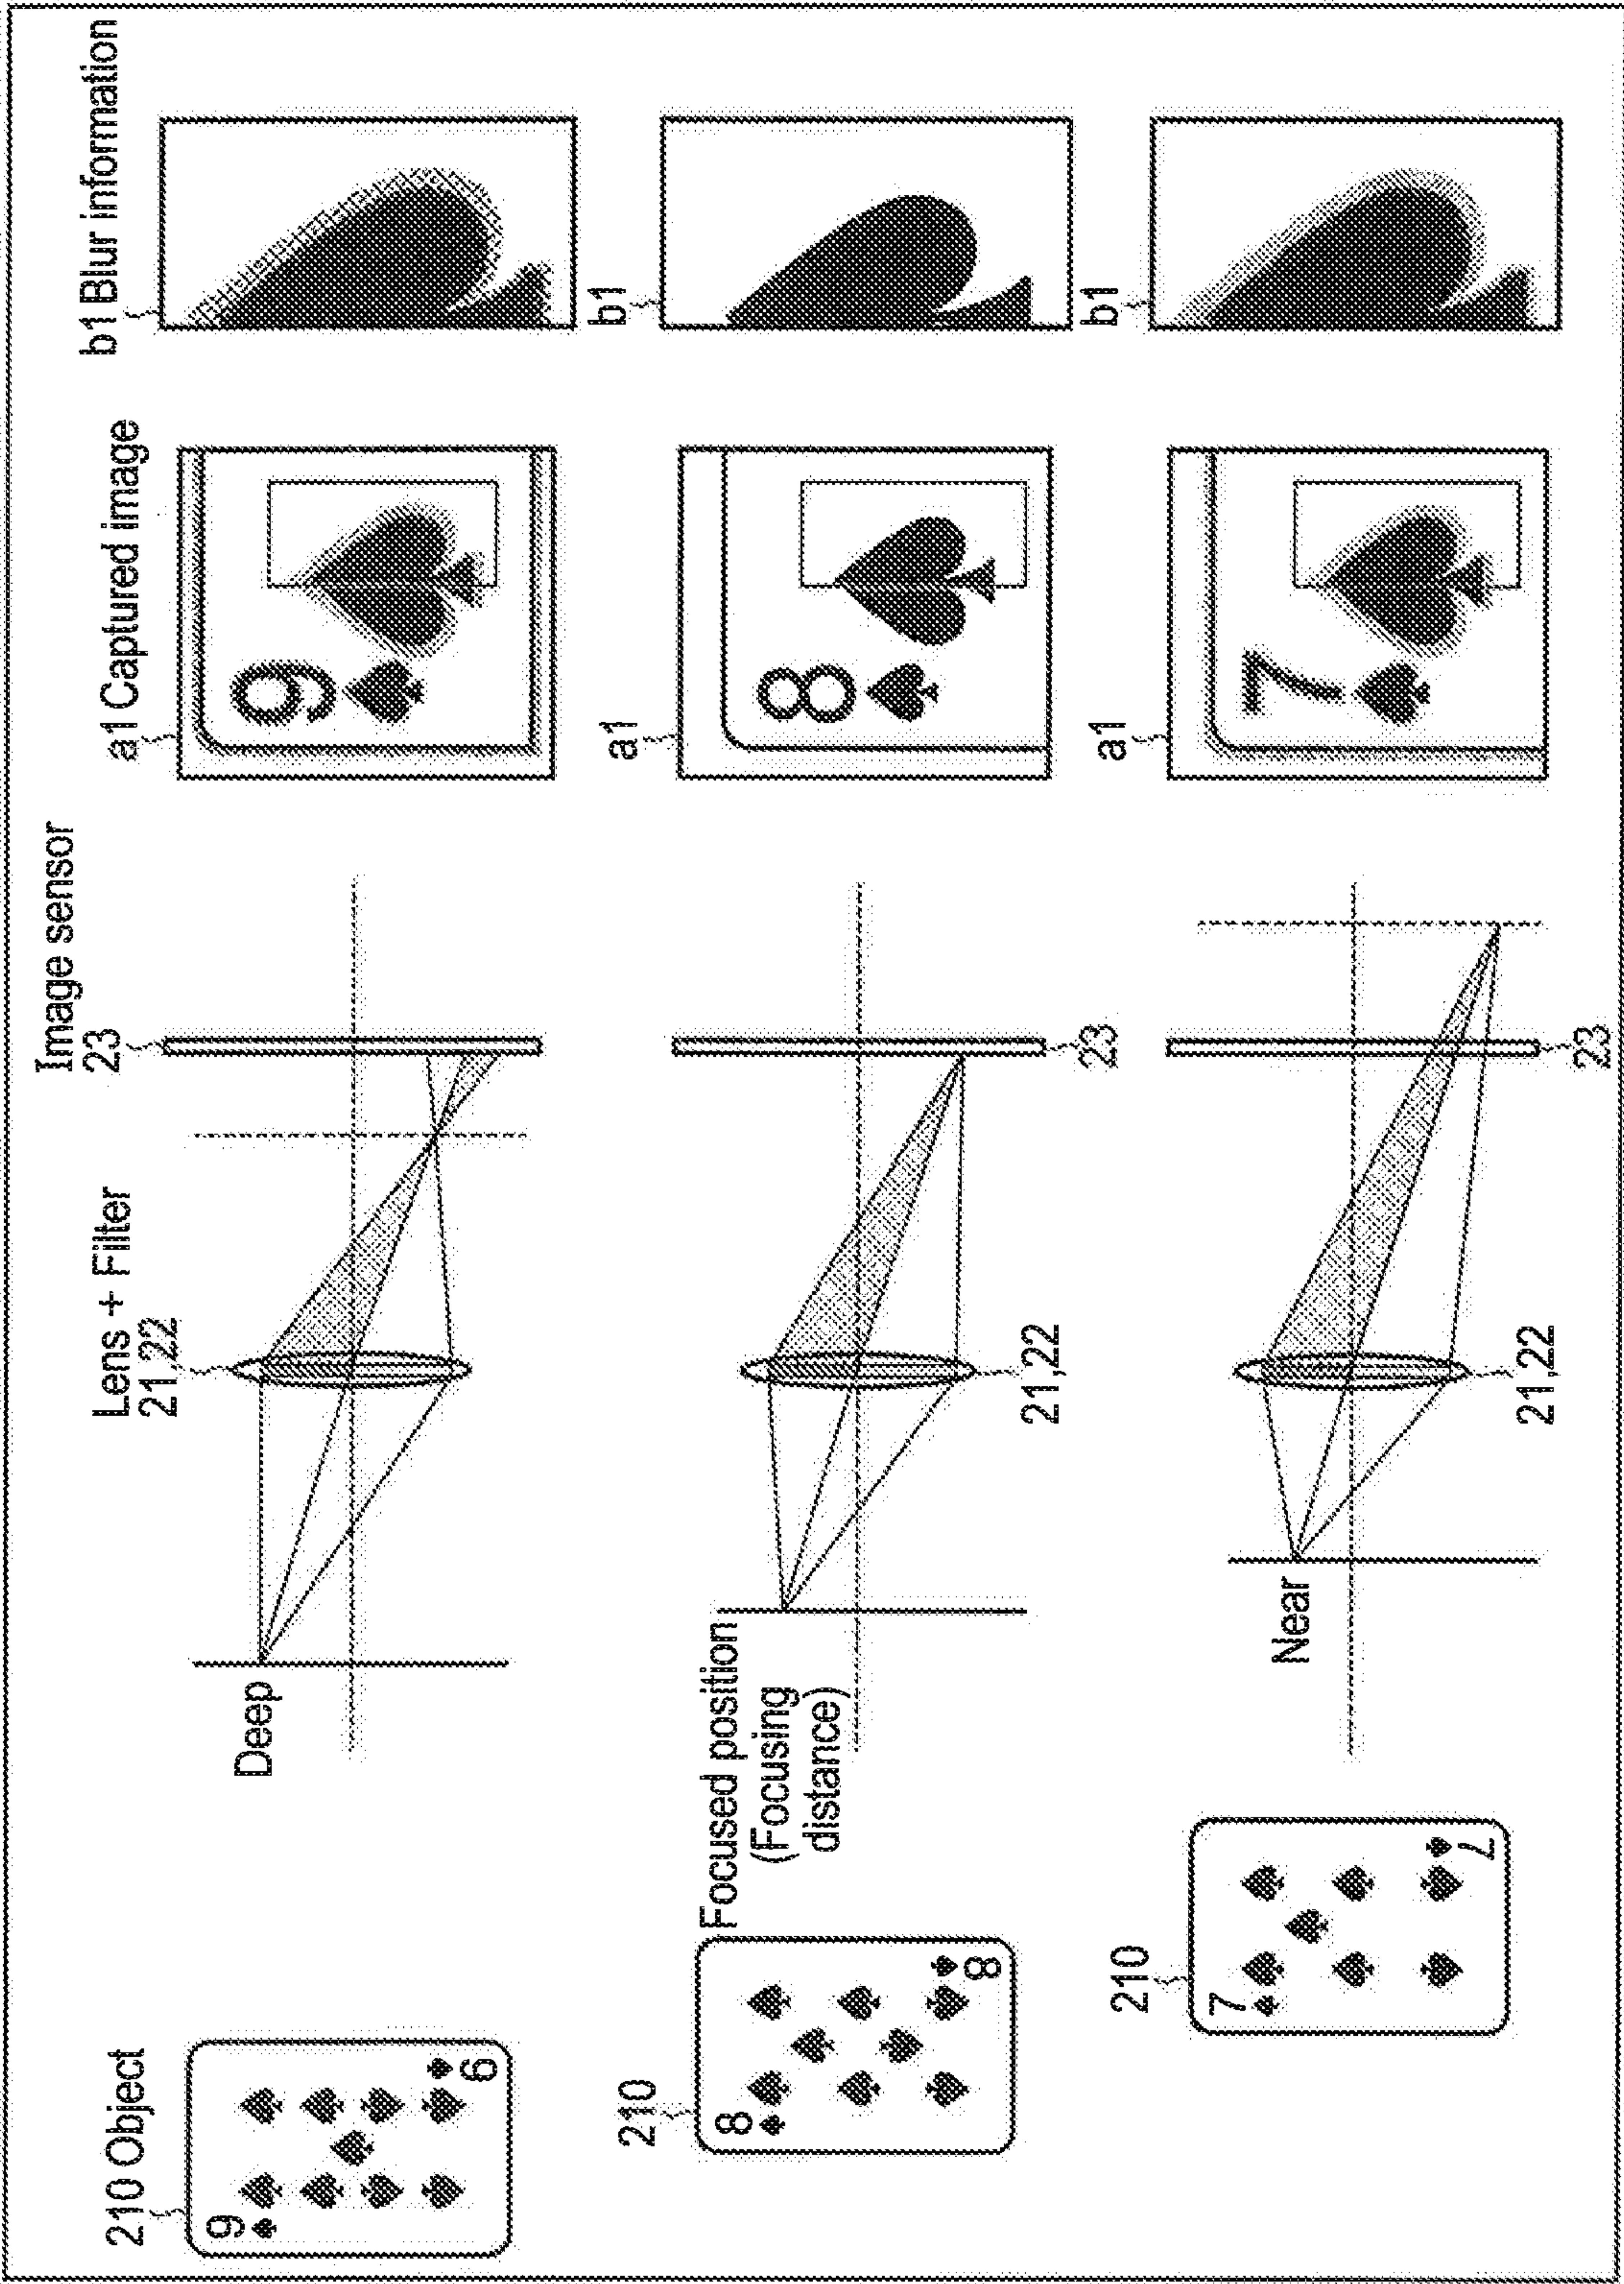 210 Object
9
9
Deep
Lens + Filter
21,22
Image sensor
23
a1 Captured image
9
b1 Blur information
210
8
8
Focused position
(Focusing
distance)
21,22
23
a1
8
b1
210
7
7
Near
21,22
23
a1
7
b1